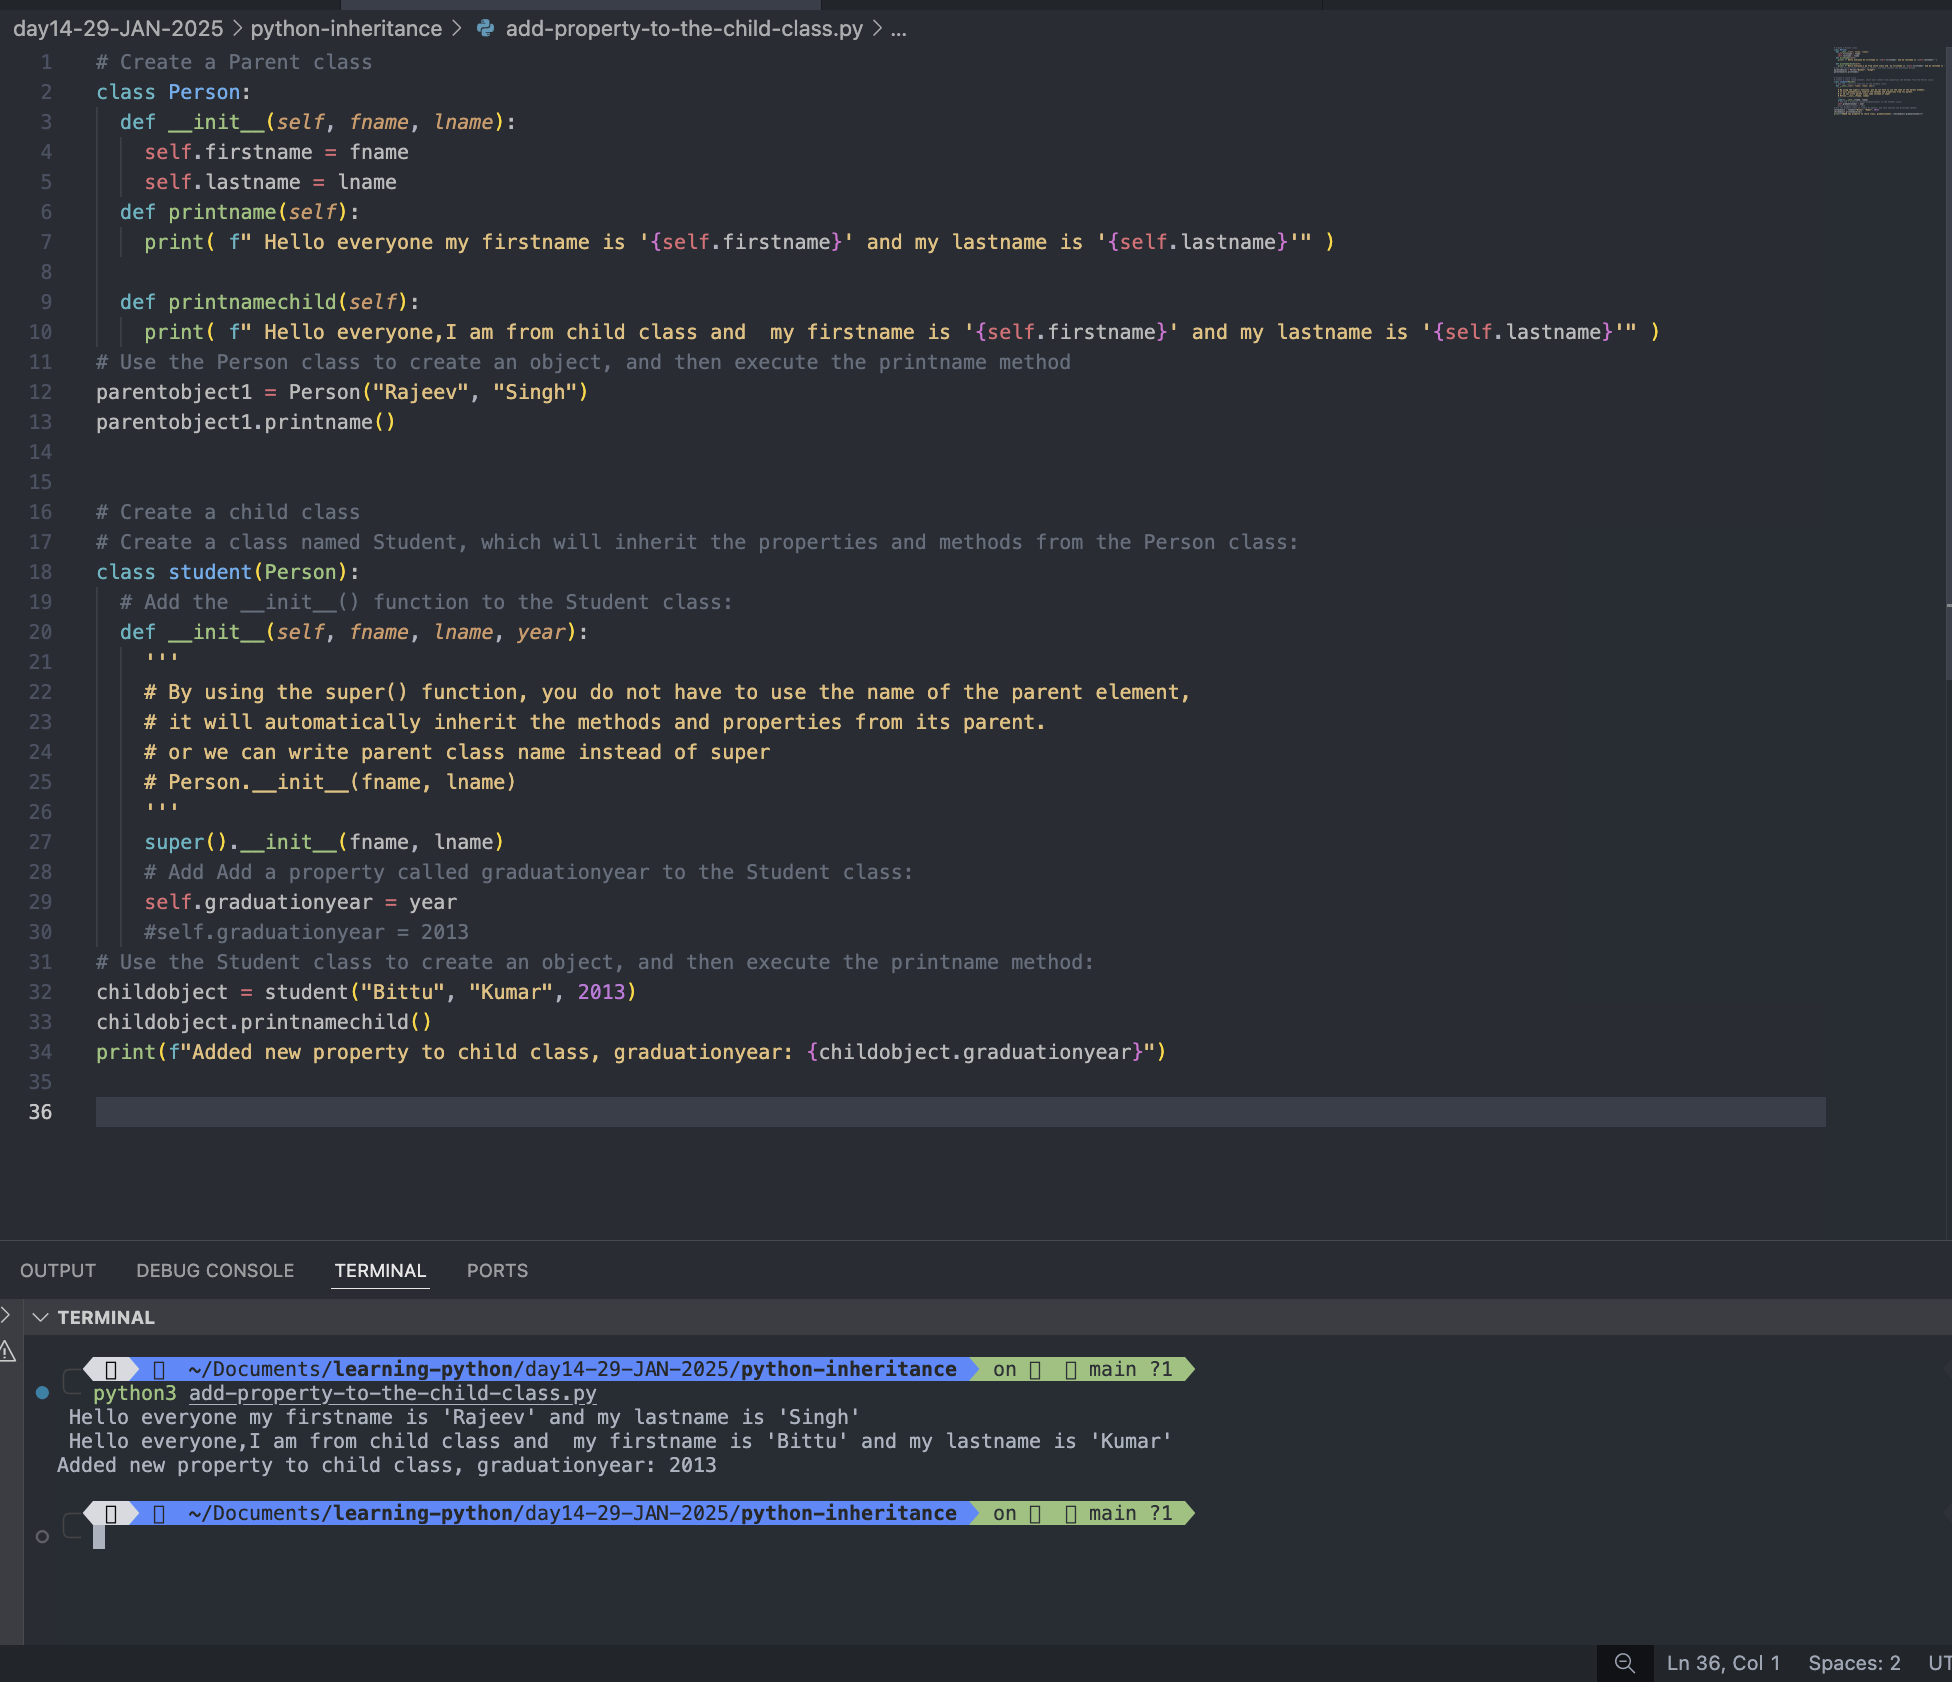 day14-29-JAN-2025 > python-inheritance > add-property-to-the-child-class.py > ...
1 # Create a Parent class
2 class Person:
3 def __init__(self, fname, lname):
4 self.firstname = fname
5 self.lastname = lname
6 def printname(self):
7 print( f" Hello everyone my firstname is '{self.firstname}' and my lastname is '{self.lastname}'" )
8
9 def printnamechild(self):
10 print( f" Hello everyone,I am from child class and  my firstname is '{self.firstname}' and my lastname is '{self.lastname}'" )
11 # Use the Person class to create an object, and then execute the printname method
12 parentobject1 = Person("Rajeev", "Singh")
13 parentobject1.printname()
14
15
16 # Create a child class
17 # Create a class named Student, which will inherit the properties and methods from the Person class:
18 class student(Person):
19 # Add the __init__() function to the Student class:
20 def __init__(self, fname, lname, year):
21 '''
22 # By using the super() function, you do not have to use the name of the parent element,
23 # it will automatically inherit the methods and properties from its parent.
24 # or we can write parent class name instead of super
25 # Person.__init__(fname, lname)
26 '''
27 super().__init__(fname, lname)
28 # Add Add a property called graduationyear to the Student class:
29 self.graduationyear = year
30 #self.graduationyear = 2013
31 # Use the Student class to create an object, and then execute the printname method:
32 childobject = student("Bittu", "Kumar", 2013)
33 childobject.printnamechild()
34 print(f"Added new property to child class, graduationyear: {childobject.graduationyear}")
35
36
OUTPUT DEBUG CONSOLE TERMINAL PORTS
TERMINAL
~/Documents/learning-python/day14-29-JAN-2025/python-inheritance on main ?1
python3 add-property-to-the-child-class.py
Hello everyone my firstname is 'Rajeev' and my lastname is 'Singh'
Hello everyone,I am from child class and  my firstname is 'Bittu' and my lastname is 'Kumar'
Added new property to child class, graduationyear: 2013
~/Documents/learning-python/day14-29-JAN-2025/python-inheritance on main ?1
Ln 36, Col 1 Spaces: 2 UT